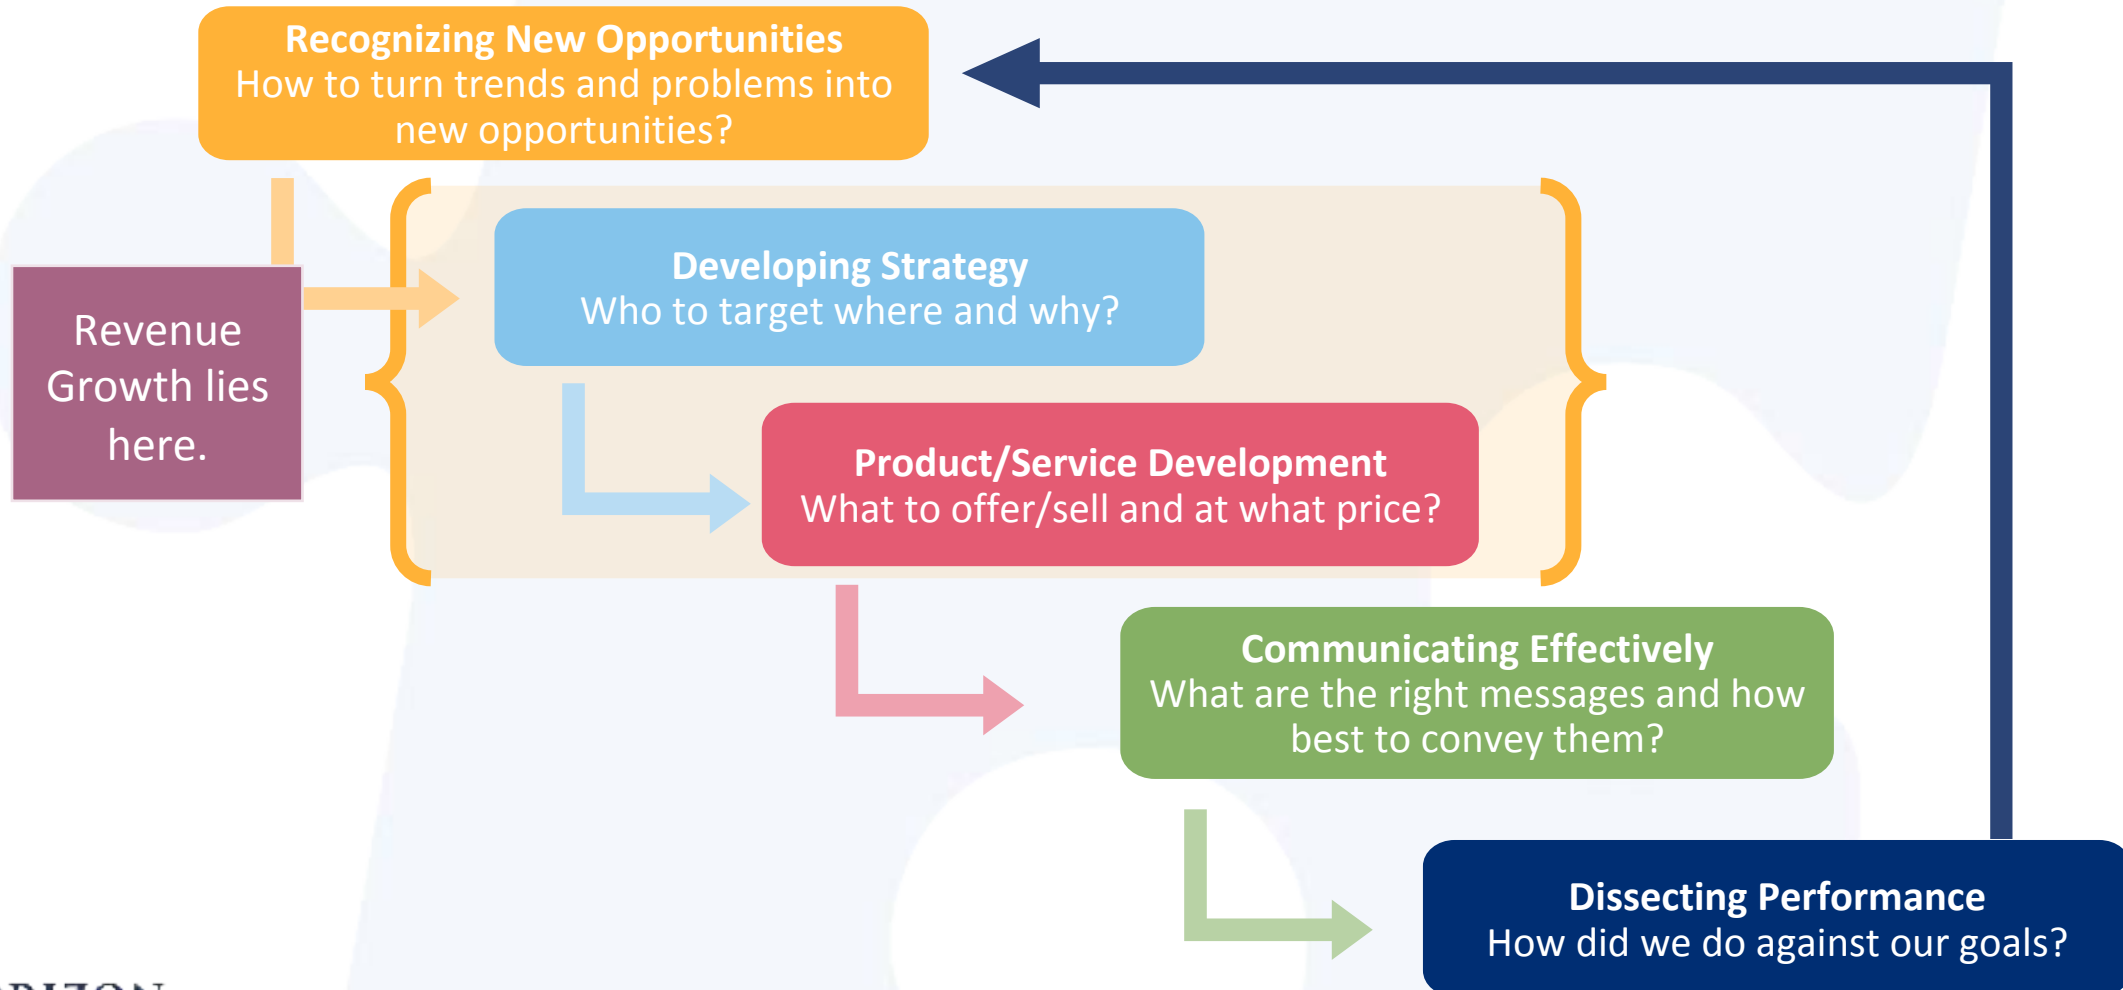 Recognizing New Opportunities
How to turn trends and problems into
new opportunities?
Developing Strategy
Who to target where and why?
Revenue
Growth lies
here.
Product/Service Development
What to offer/sell and at what price?
Communicating Effectively
What are the right messages and how
best to convey them?
Dissecting Performance
How did we do against our goals?